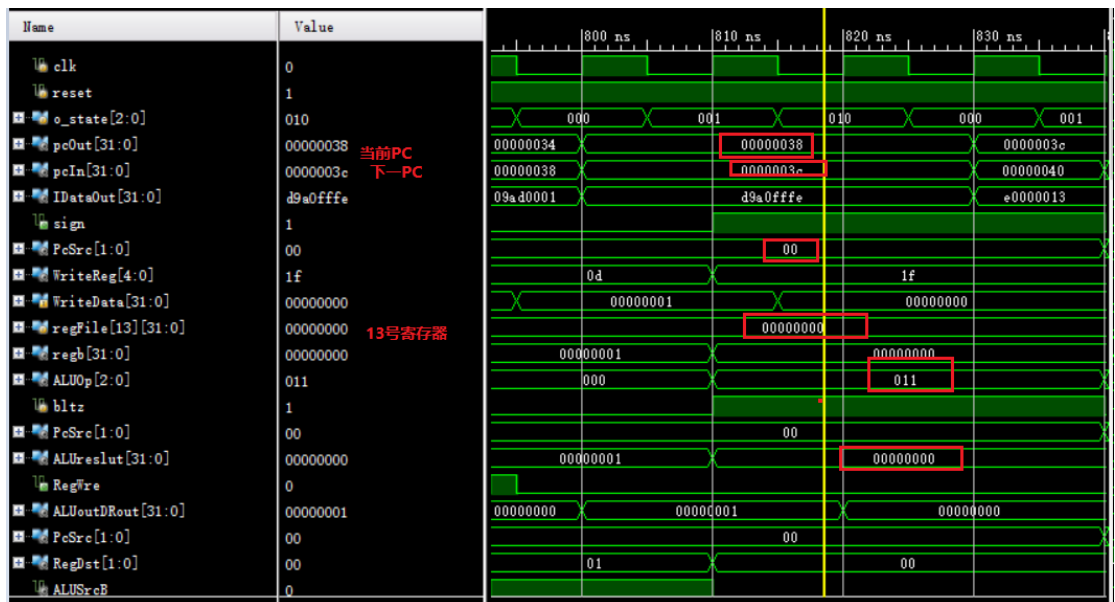 Name Value
800 ns 810 ns 820 ns 830 ns
clk 0
reset 1
o_state[2:0] 010 000 001 010 000 001
pcOut[31:0] 00000038 当前PC 00000034 00000038 0000003c
pcIn[31:0] 0000003c 下一PC 00000038 0000003c 00000040
IDataOut[31:0] d9a0fffe 09ad0001 d9a0fffe e0000013
sign 1
PcSrc[1:0] 00 00
WriteReg[4:0] 1f 0d 1f
WriteData[31:0] 00000000 00000001 00000000
regFile[13][31:0] 00000000 13号寄存器 00000000
regb[31:0] 00000000 00000001 00000000
ALUOp[2:0] 011 000 011
bltz 1
PcSrc[1:0] 00 00
ALUreslut[31:0] 00000000 00000001 00000000
RegWre 0
ALUoutDRout[31:0] 00000001 00000000 00000001 00000000
PcSrc[1:0] 00 00
RegDst[1:0] 00 01 00
ALUSrcB 0